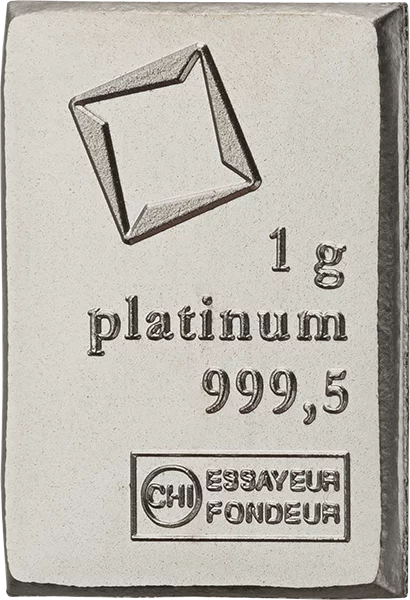 1 g
platinum
999,5
CHI ESSAYEUR
FONDEUR